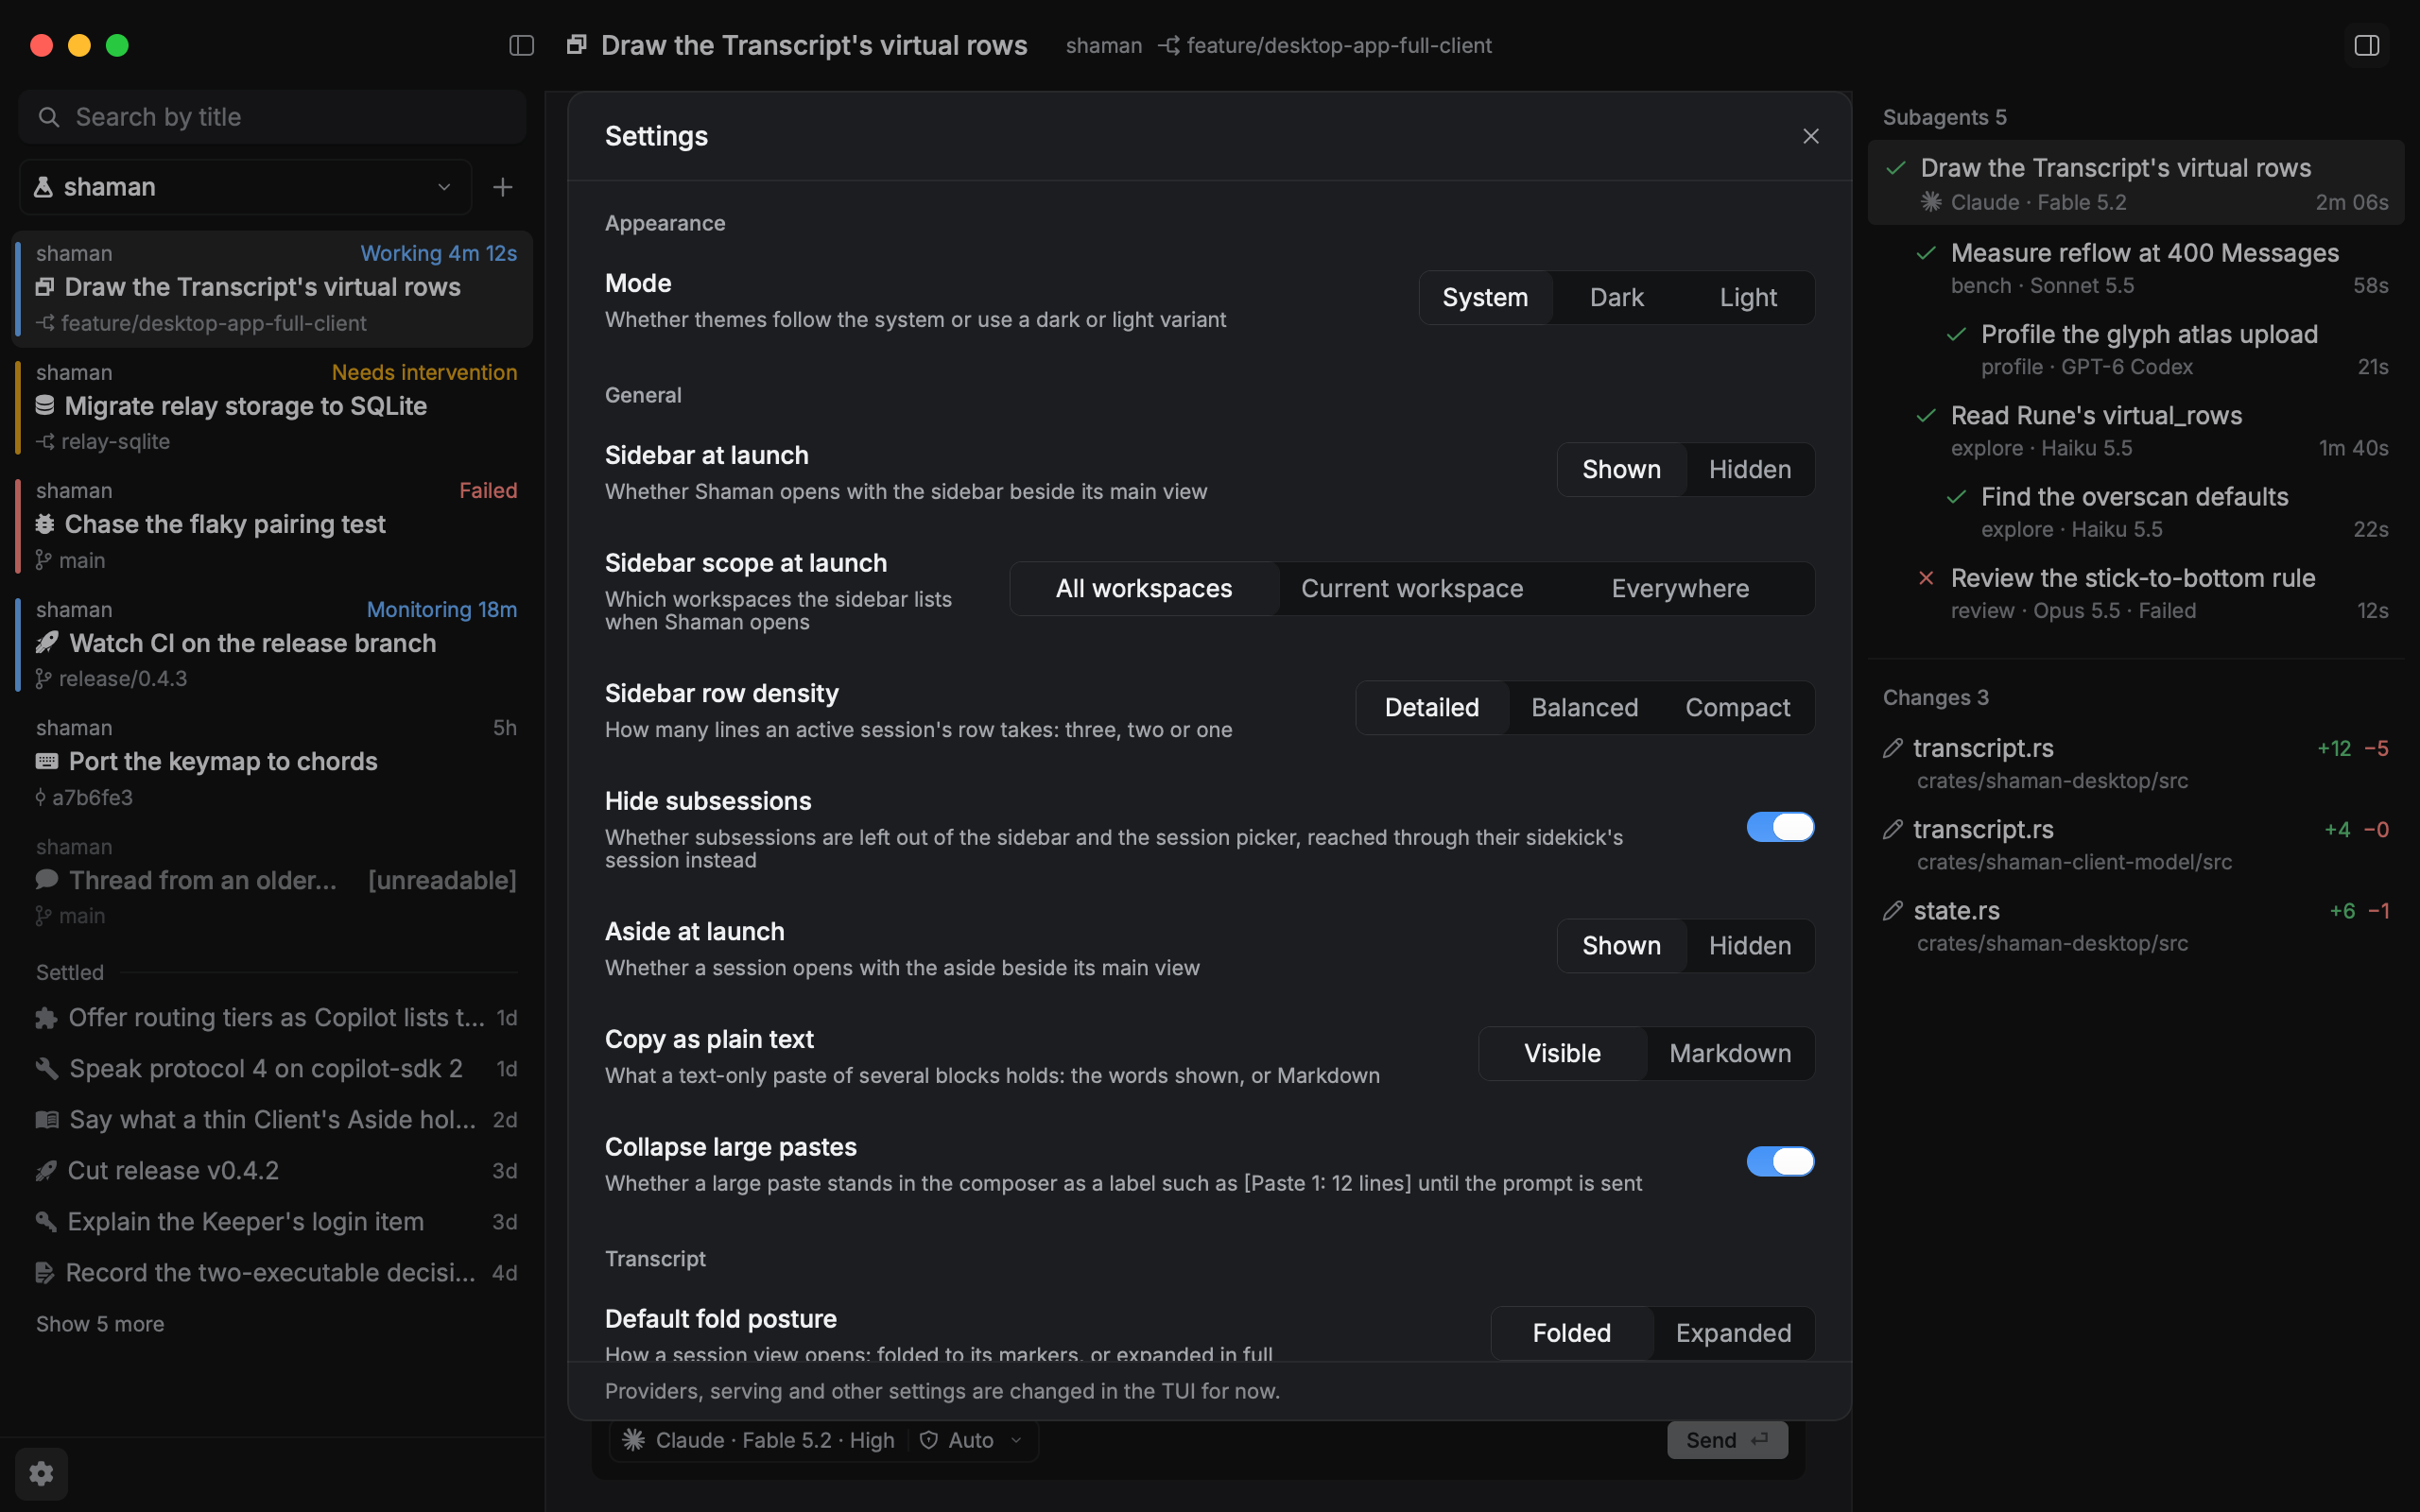 Draw the Transcript's virtual rows shaman feature/desktop-app-full-client
Search by title
shaman
shaman Working 4m 12s
Draw the Transcript's virtual rows
feature/desktop-app-full-client
shaman Needs intervention
Migrate relay storage to SQLite
relay-sqlite
shaman Failed
Chase the flaky pairing test
main
shaman Monitoring 18m
Watch CI on the release branch
release/0.4.3
shaman 5h
Port the keymap to chords
a7b6fe3
shaman
Thread from an older... [unreadable]
main
Settled
Offer routing tiers as Copilot lists t... 1d
Speak protocol 4 on copilot-sdk 2 1d
Say what a thin Client's Aside hol... 2d
Cut release v0.4.2 3d
Explain the Keeper's login item 3d
Record the two-executable decisi... 4d
Show 5 more
Settings
Appearance
Mode
Whether themes follow the system or use a dark or light variant
System Dark Light
General
Sidebar at launch
Whether Shaman opens with the sidebar beside its main view
Shown Hidden
Sidebar scope at launch
Which workspaces the sidebar lists
when Shaman opens
All workspaces Current workspace Everywhere
Sidebar row density
How many lines an active session's row takes: three, two or one
Detailed Balanced Compact
Hide subsessions
Whether subsessions are left out of the sidebar and the session picker, reached through their sidekick's
session instead
Aside at launch
Whether a session opens with the aside beside its main view
Shown Hidden
Copy as plain text
What a text-only paste of several blocks holds: the words shown, or Markdown
Visible Markdown
Collapse large pastes
Whether a large paste stands in the composer as a label such as [Paste 1: 12 lines] until the prompt is sent
Transcript
Default fold posture
How a session view opens: folded to its markers, or expanded in full
Folded Expanded
Providers, serving and other settings are changed in the TUI for now.
Claude · Fable 5.2 · High Auto
Send
Subagents 5
Draw the Transcript's virtual rows
Claude · Fable 5.2 2m 06s
Measure reflow at 400 Messages
bench · Sonnet 5.5 58s
Profile the glyph atlas upload
profile · GPT-6 Codex 21s
Read Rune's virtual_rows
explore · Haiku 5.5 1m 40s
Find the overscan defaults
explore · Haiku 5.5 22s
Review the stick-to-bottom rule
review · Opus 5.5 · Failed 12s
Changes 3
transcript.rs +12 −5
crates/shaman-desktop/src
transcript.rs +4 −0
crates/shaman-client-model/src
state.rs +6 −1
crates/shaman-desktop/src